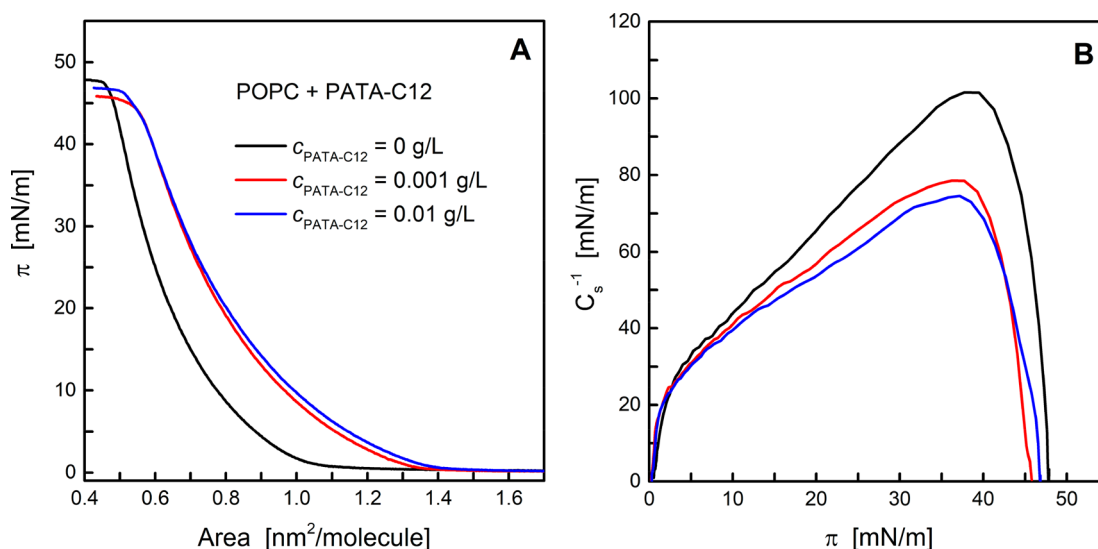 A
50
40
30
20
10
0
π [mN/m]
POPC + PATA-C12
cPATA-C12 = 0 g/L
cPATA-C12 = 0.001 g/L
cPATA-C12 = 0.01 g/L
0.4 0.6 0.8 1.0 1.2 1.4 1.6
Area [nm2/molecule]
B
120
100
80
60
40
20
0
Cs-1 [mN/m]
0 10 20 30 40 50
π [mN/m]